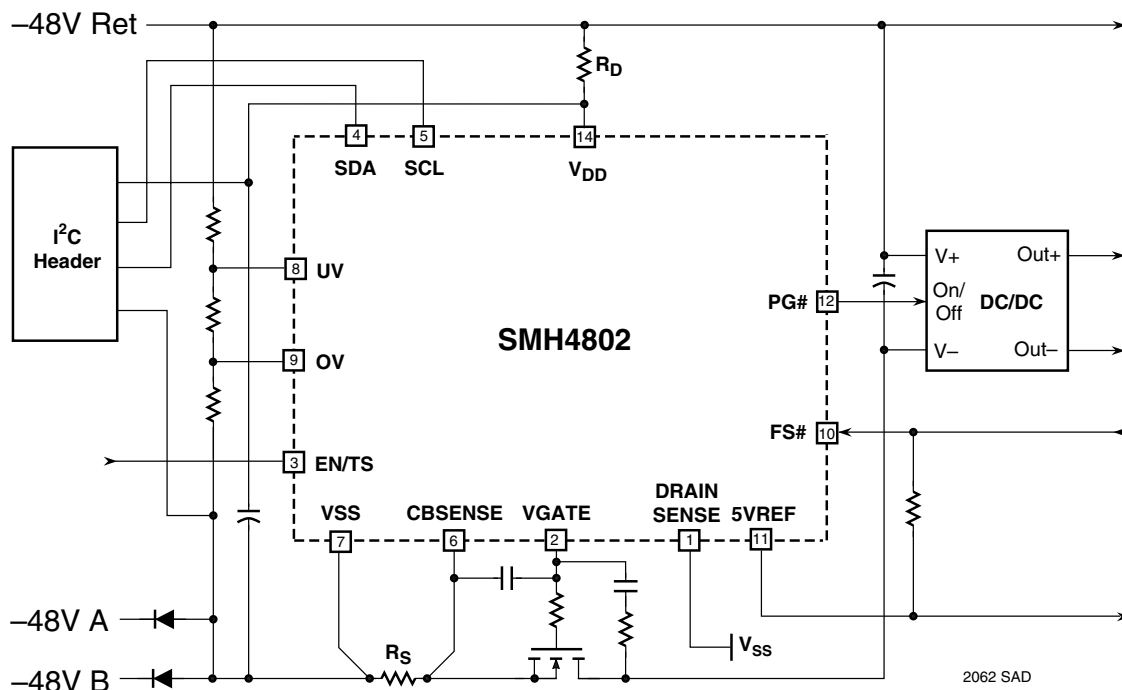 –48V Ret
R_D
4
5
14
SDA
SCL
V_DD
I²C
Header
8
UV
9
OV
3
EN/TS
SMH4802
PG#
12
FS#
10
V+
Out+
On/
Off
DC/DC
V–
Out–
VSS
CBSENSE
VGATE
DRAIN
SENSE
5VREF
7
6
2
1
11
–48V A
–48V B
R_S
V_SS
2062 SAD